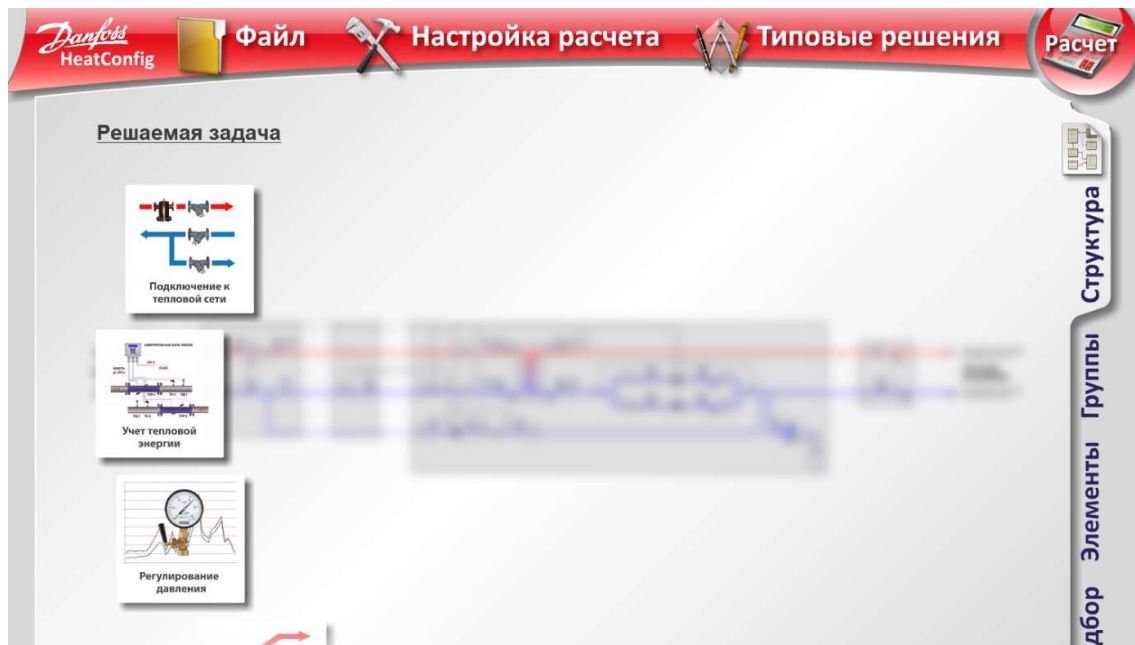 Danfoss
HeatConfig
Файл
Настройка расчета
Типовые решения
Расчет
Решаемая задача
Подключение к
тепловой сети
Учет тепловой
энергии
Регулирование
давления
Структура
Группы
Элементы
дбор